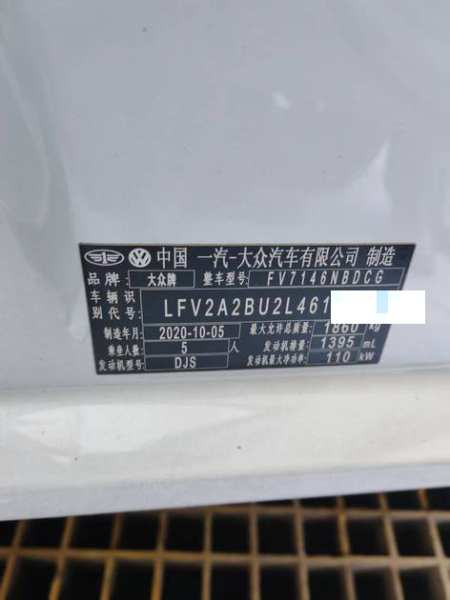 中国 一汽-大众汽车有限公司 制造
品牌: 大众牌 整车型号: FV7146NBDCG
车辆识别代号: LFV2A2BU2L461
制造年月: 2020-10-05 最大允许总质量: 1860 kg
乘坐人数: 5 人 发动机排量: 1395 mL
发动机型号: DJS 发动机最大净功率: 110 kW